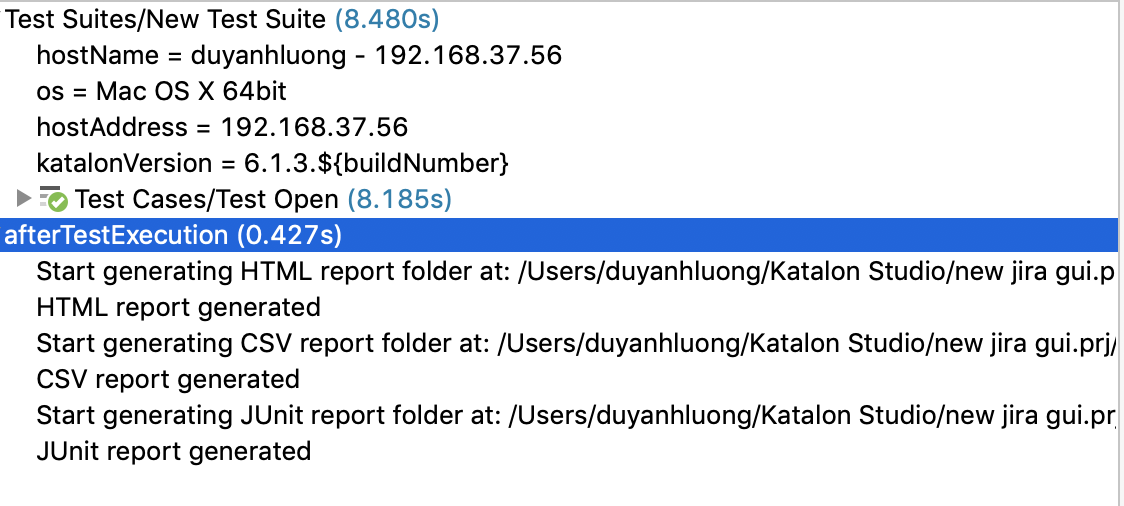 Test Suites/New Test Suite (8.480s)
hostName = duyanhluong - 192.168.37.56
os = Mac OS X 64bit
hostAddress = 192.168.37.56
katalonVersion = 6.1.3.${buildNumber}
Test Cases/Test Open (8.185s)
afterTestExecution (0.427s)
Start generating HTML report folder at: /Users/duyanhluong/Katalon Studio/new jira gui.p
HTML report generated
Start generating CSV report folder at: /Users/duyanhluong/Katalon Studio/new jira gui.prj/
CSV report generated
Start generating JUnit report folder at: /Users/duyanhluong/Katalon Studio/new jira gui.pr
JUnit report generated